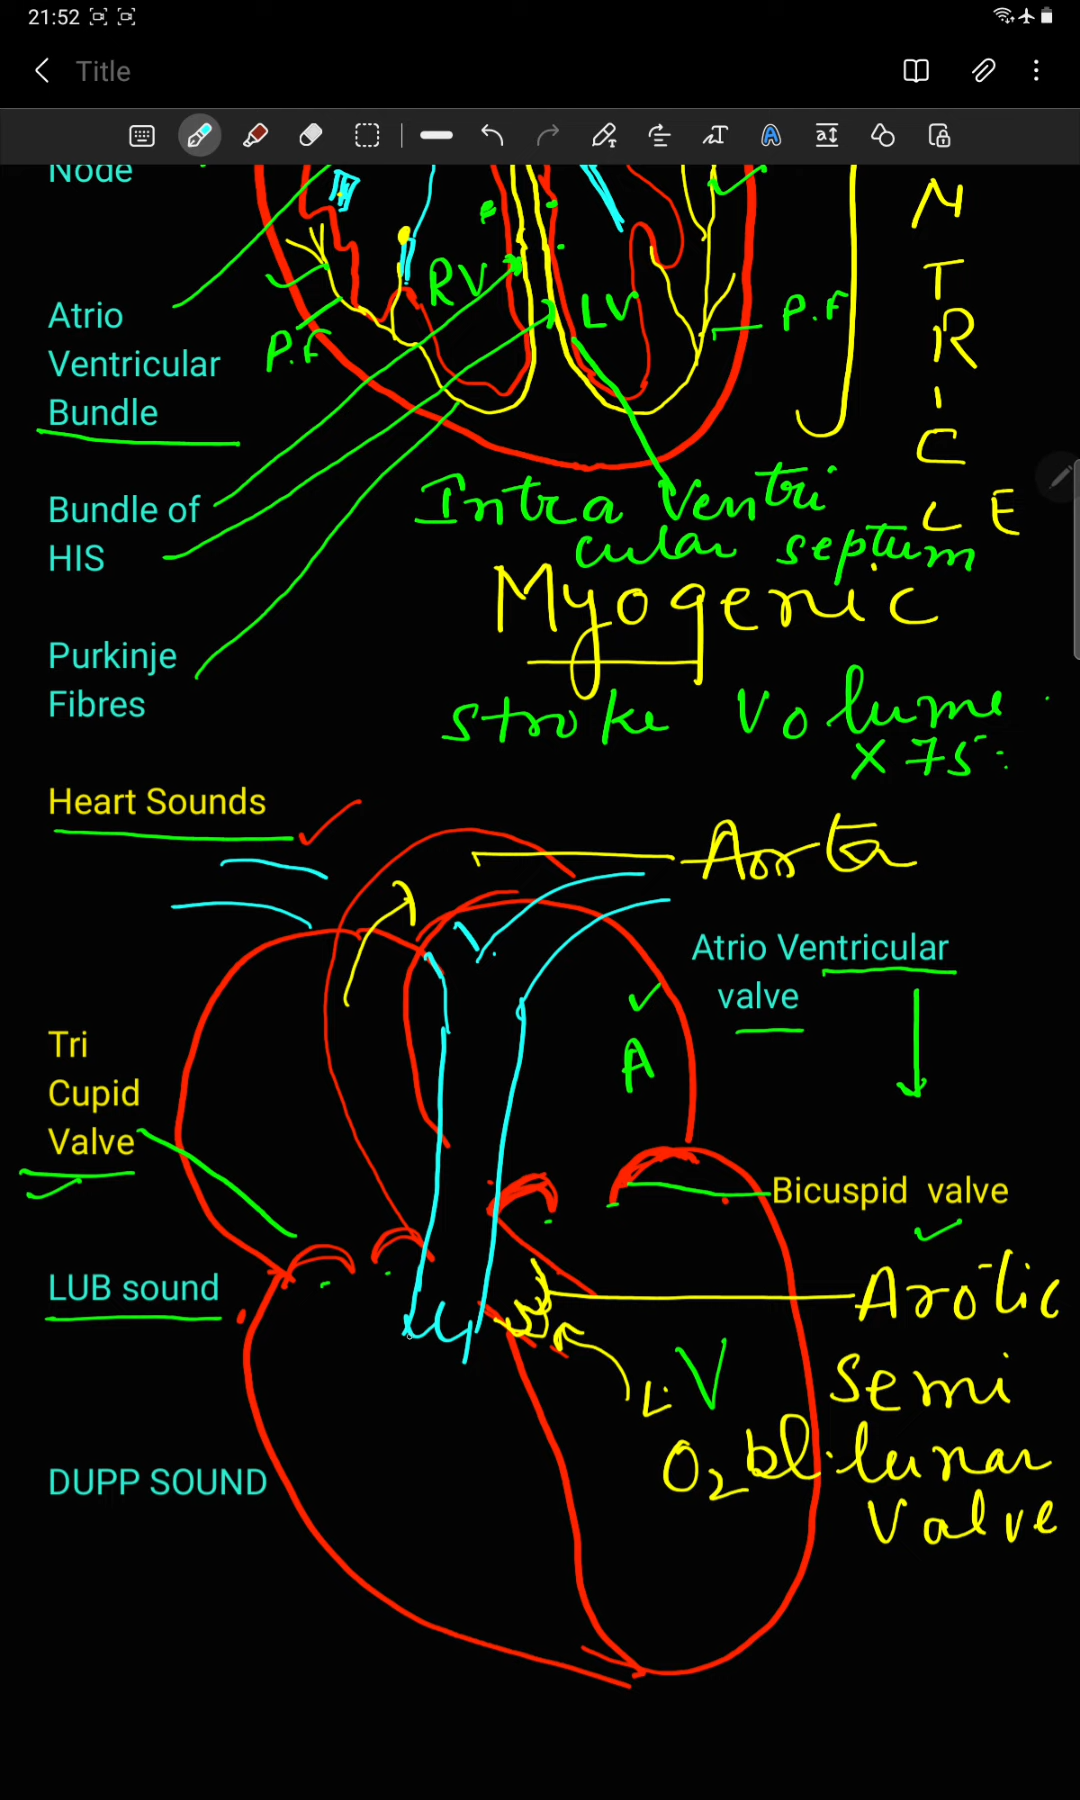 21:52
Title
Node
M
T
R
I
C
L E
RV
LV
P.F
P.F
Atrio
Ventricular
Bundle
Bundle of
HIS
Intra Ventri
cular septum
Myogenic
Purkinje
Fibres
stroke Volume
x 75
Heart Sounds
Aorta
Atrio Ventricular
valve
A
Tri
Cupid
Valve
Bicuspid valve
LUB sound
Arotic
Semi
lunar
Valve
L. V
O2 bl.
DUPP SOUND